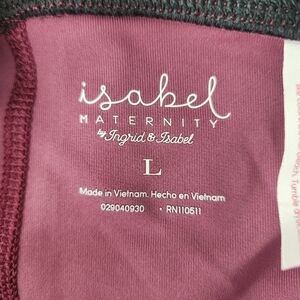 isabel
MATERNITY
by Ingrid & Isabel
L
Made in Vietnam. Hecho en Vietnam
029040930 • RN110511